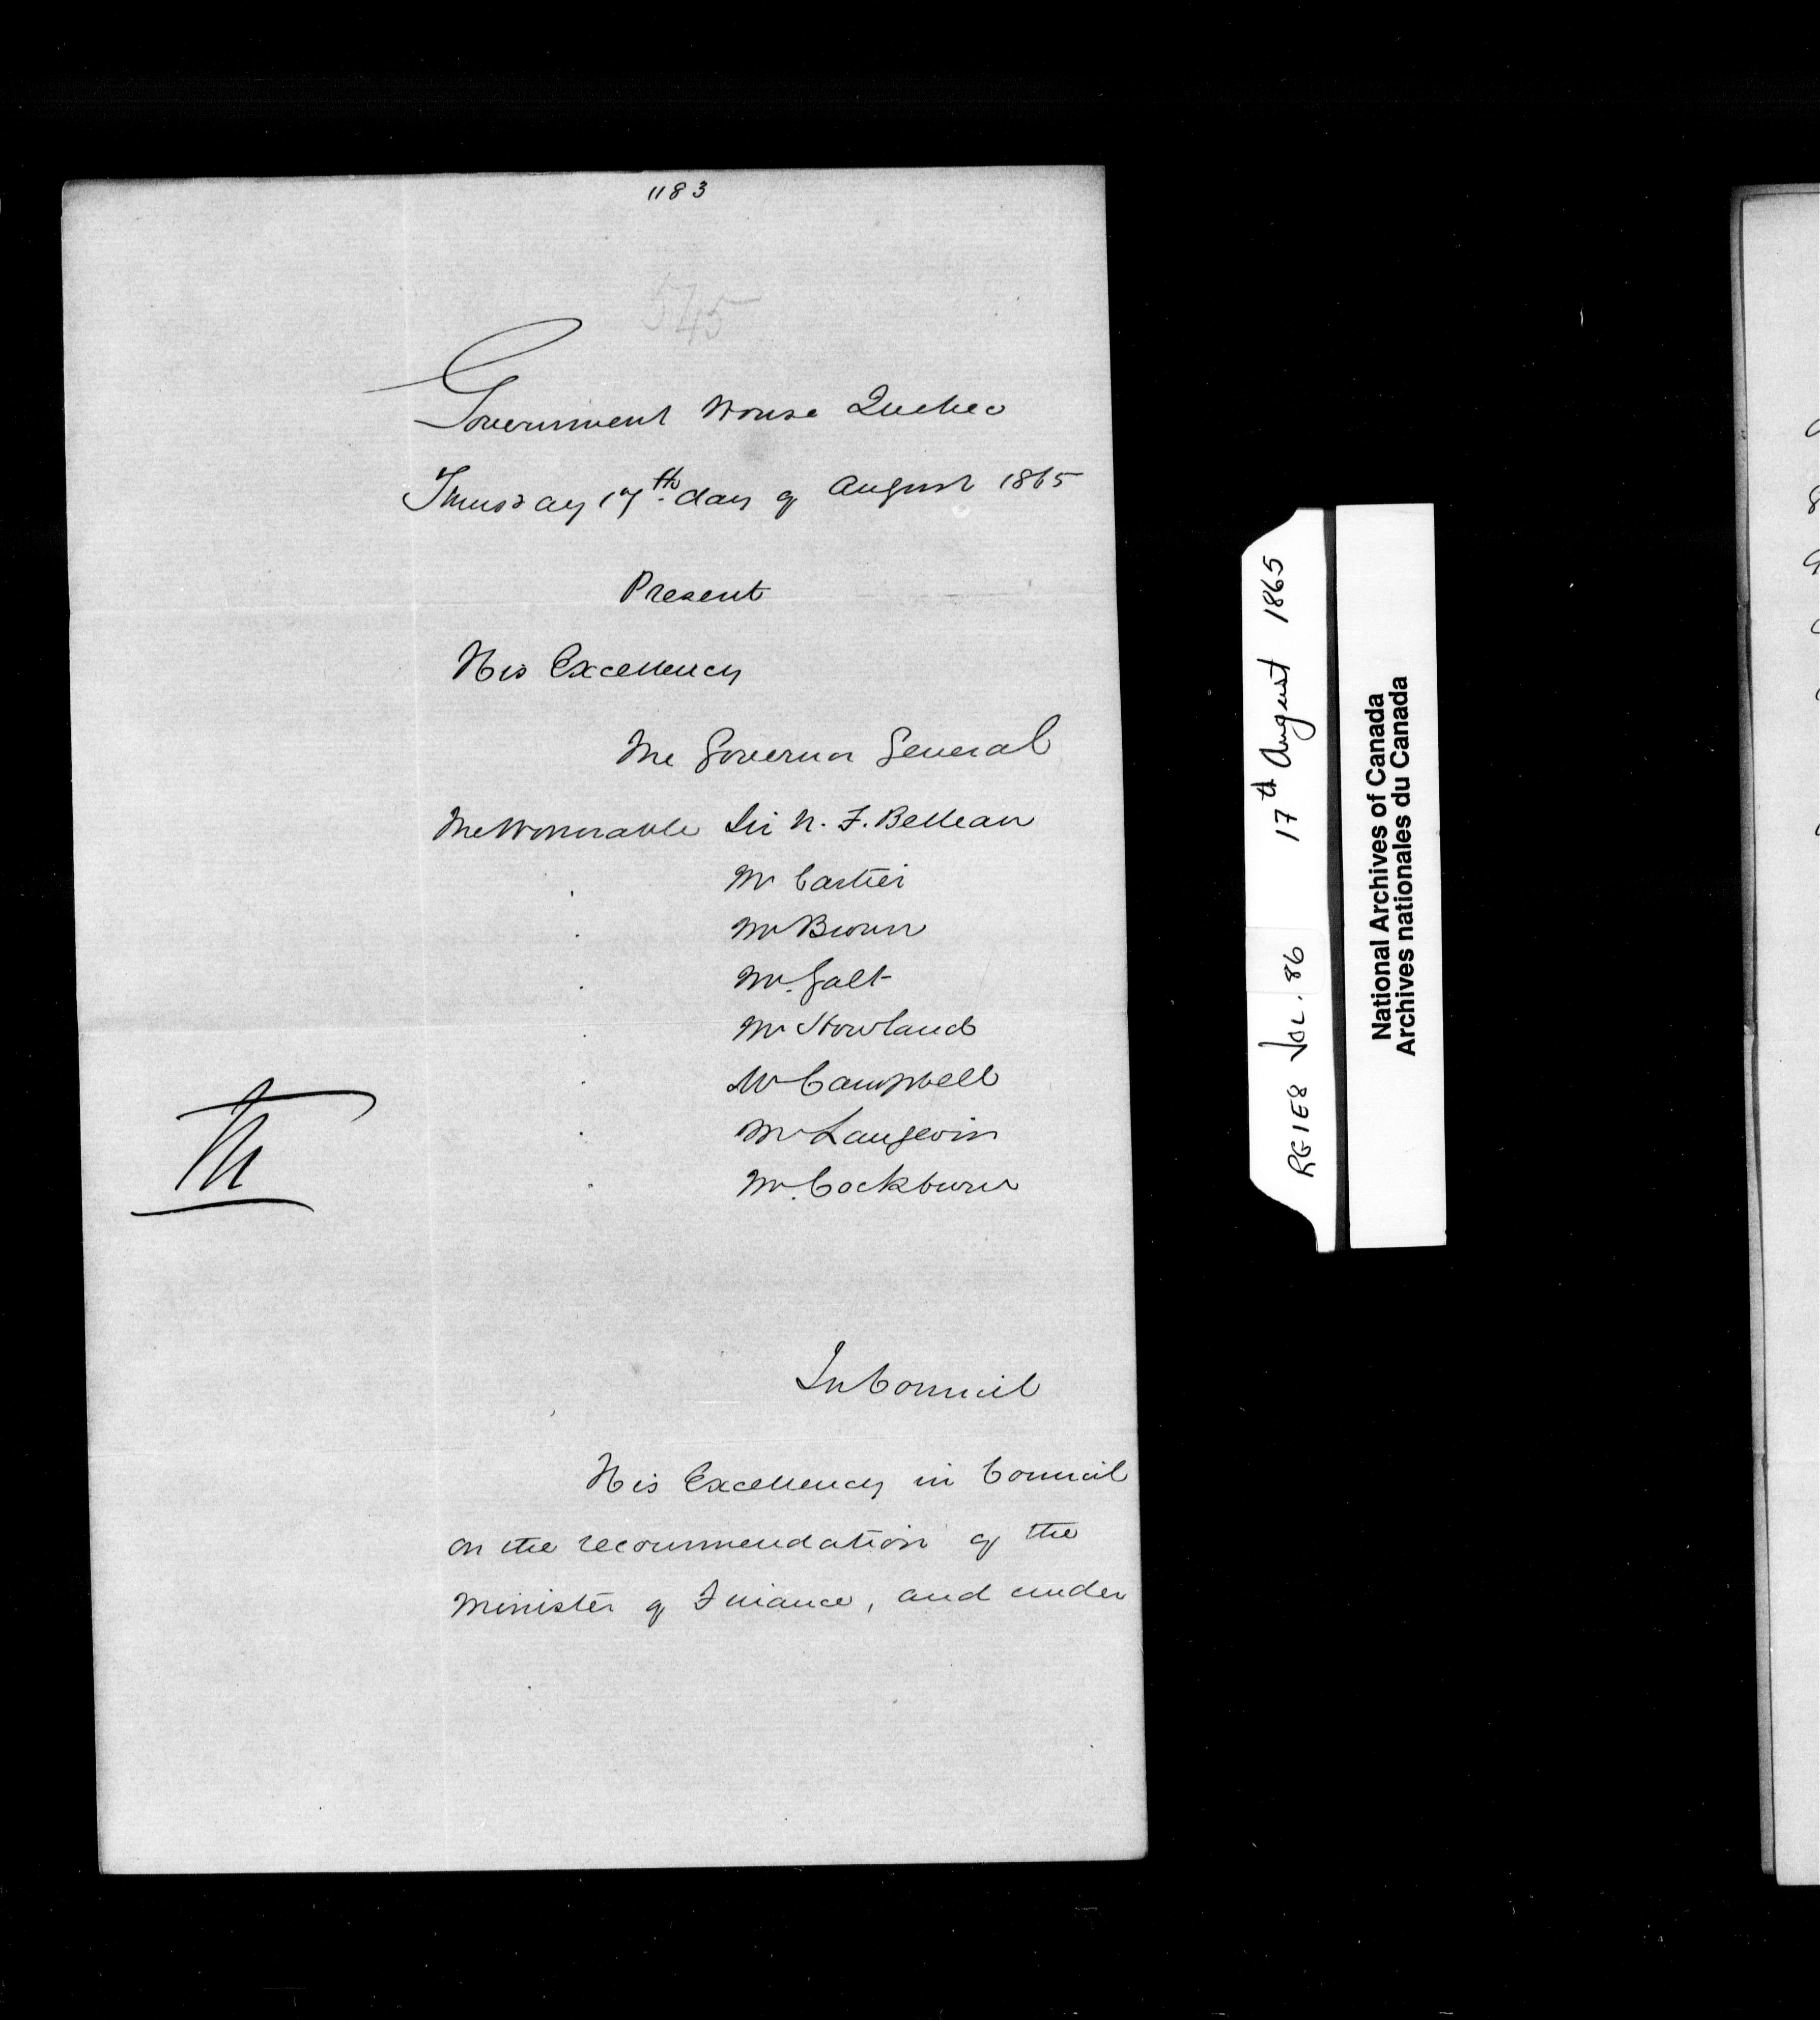 1183
545
Government House Quebec
Thursday 17th. day of August 1865
Present
His Excellency
The Governor General
The Honorable Sir N. F. Belleau
Mr Cartier
Mr Brown
Mr. Galt
Mr Howland
Mr Campbell
Mr Langevin
Mr. Cockburn
In Council
His Excellency in Council
on the recommendation of the
Minister of Finance, and under
RG1E8 VOL. 86 17th August 1865
National Archives of Canada
Archives nationales du Canada